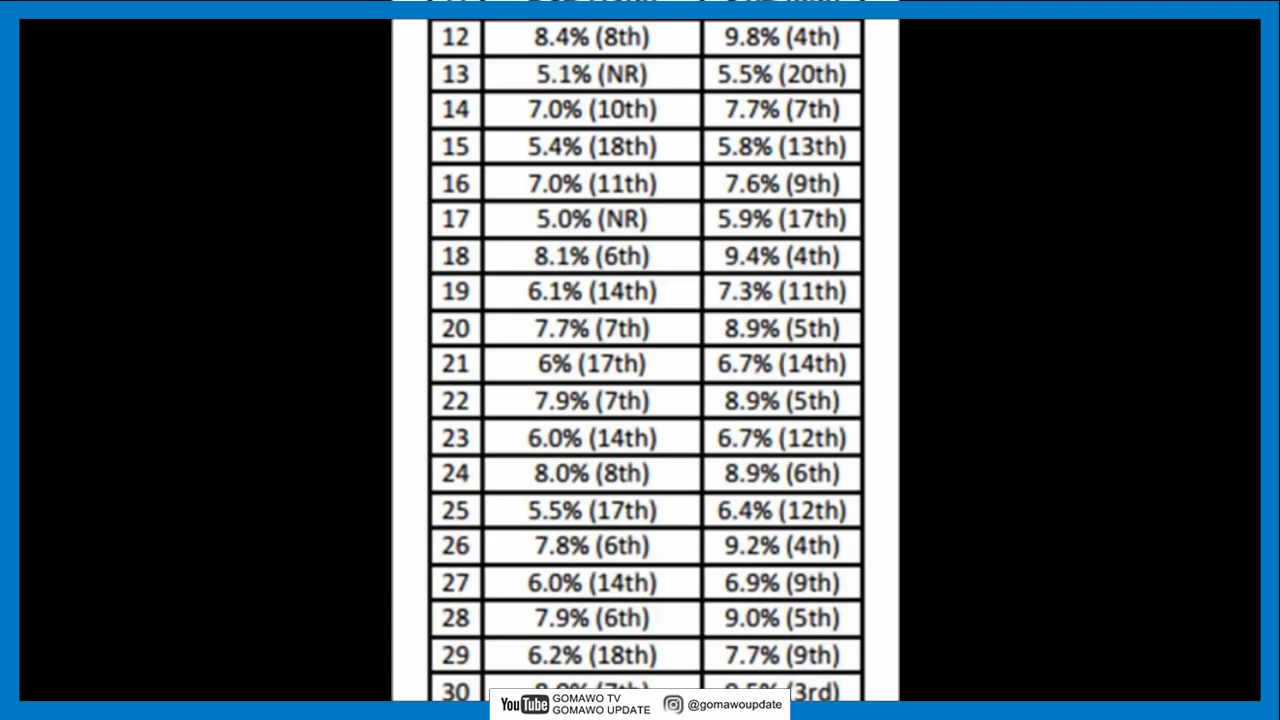 12 8.4% (8th) 9.8% (4th)
13 5.1% (NR) 5.5% (20th)
14 7.0% (10th) 7.7% (7th)
15 5.4% (18th) 5.8% (13th)
16 7.0% (11th) 7.6% (9th)
17 5.0% (NR) 5.9% (17th)
18 8.1% (6th) 9.4% (4th)
19 6.1% (14th) 7.3% (11th)
20 7.7% (7th) 8.9% (5th)
21 6% (17th) 6.7% (14th)
22 7.9% (7th) 8.9% (5th)
23 6.0% (14th) 6.7% (12th)
24 8.0% (8th) 8.9% (6th)
25 5.5% (17th) 6.4% (12th)
26 7.8% (6th) 9.2% (4th)
27 6.0% (14th) 6.9% (9th)
28 7.9% (6th) 9.0% (5th)
29 6.2% (18th) 7.7% (9th)
30 (3rd)
YouTube GOMAWO TV
GOMAWO UPDATE @gomawoupdate